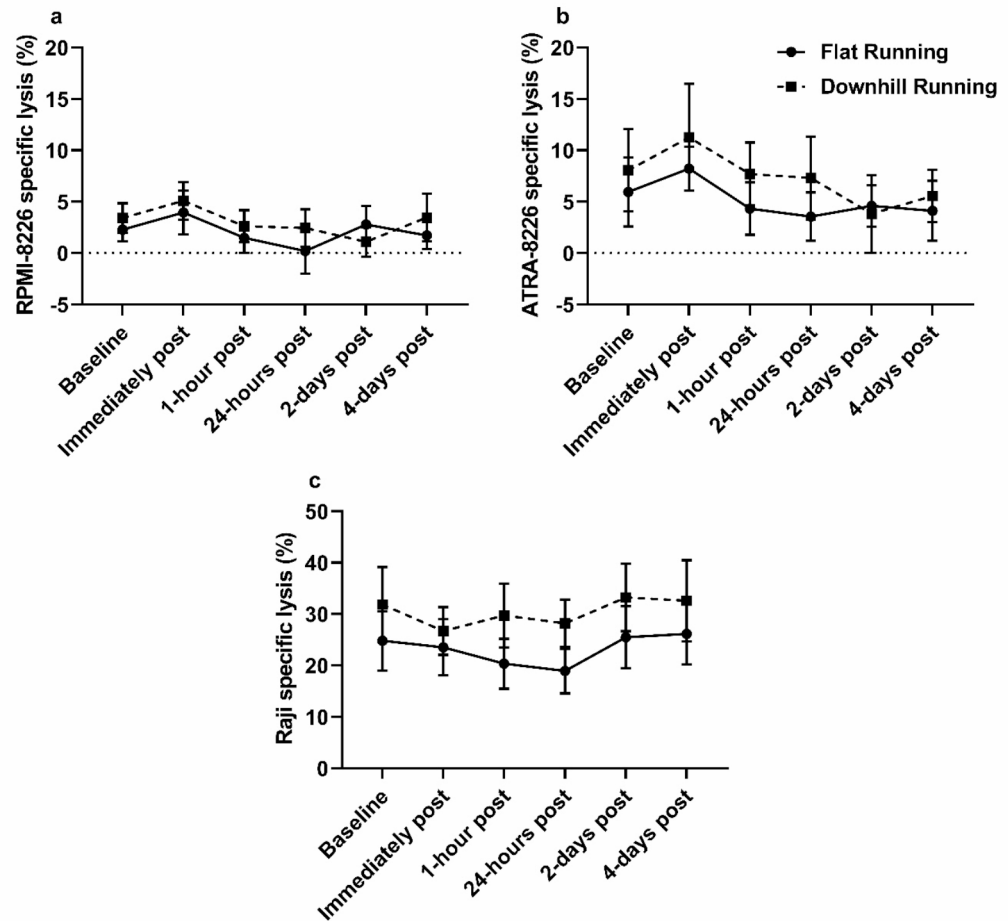 a
RPMI-8226 specific lysis (%)
20
15
10
5
0
-5
Baseline
Immediately post
1-hour post
24-hours post
2-days post
4-days post
b
ATRA-8226 specific lysis (%)
20
15
10
5
0
-5
Baseline
Immediately post
1-hour post
24-hours post
2-days post
4-days post
Flat Running
Downhill Running
c
Raji specific lysis (%)
50
40
30
20
10
0
Baseline
Immediately post
1-hour post
24-hours post
2-days post
4-days post